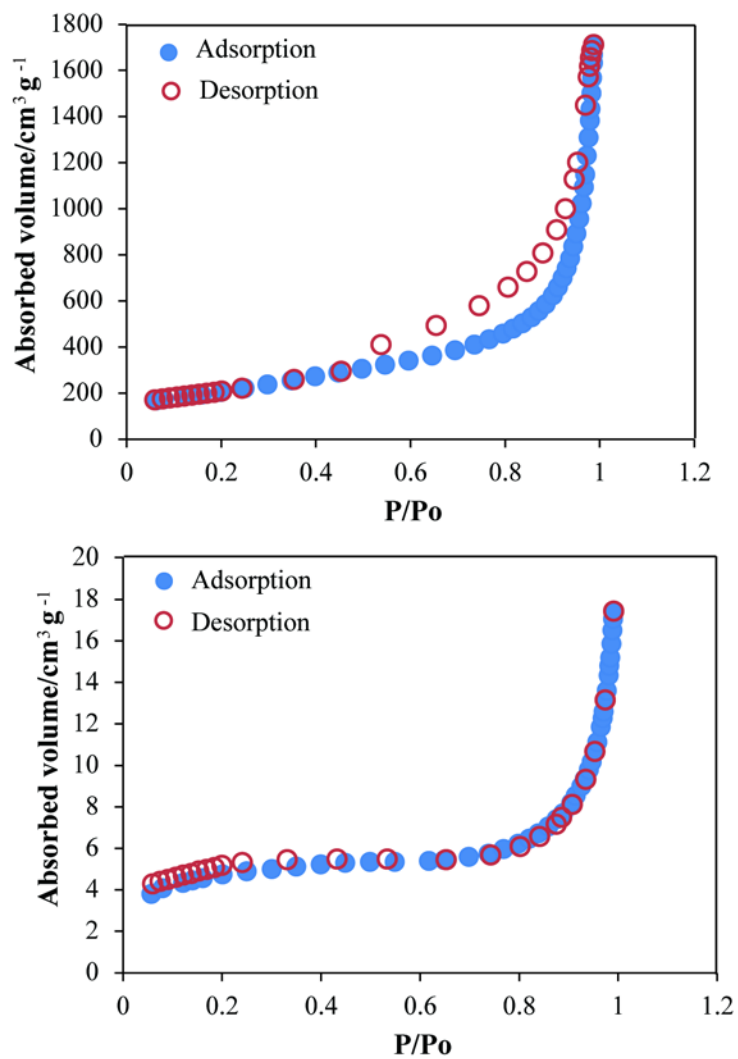 1800
1600
1400
1200
1000
800
600
400
200
0
Absorbed volume/cm³ g⁻¹
Adsorption
Desorption
0 0.2 0.4 0.6 0.8 1 1.2
P/Po
20
18
16
14
12
10
8
6
4
2
0
Absorbed volume/cm³ g⁻¹
Adsorption
Desorption
0 0.2 0.4 0.6 0.8 1 1.2
P/Po